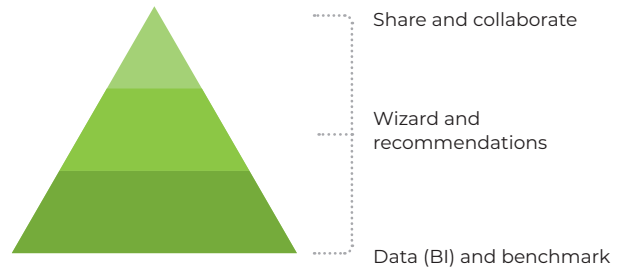 Share and collaborate
Wizard and
recommendations
Data (BI) and benchmark